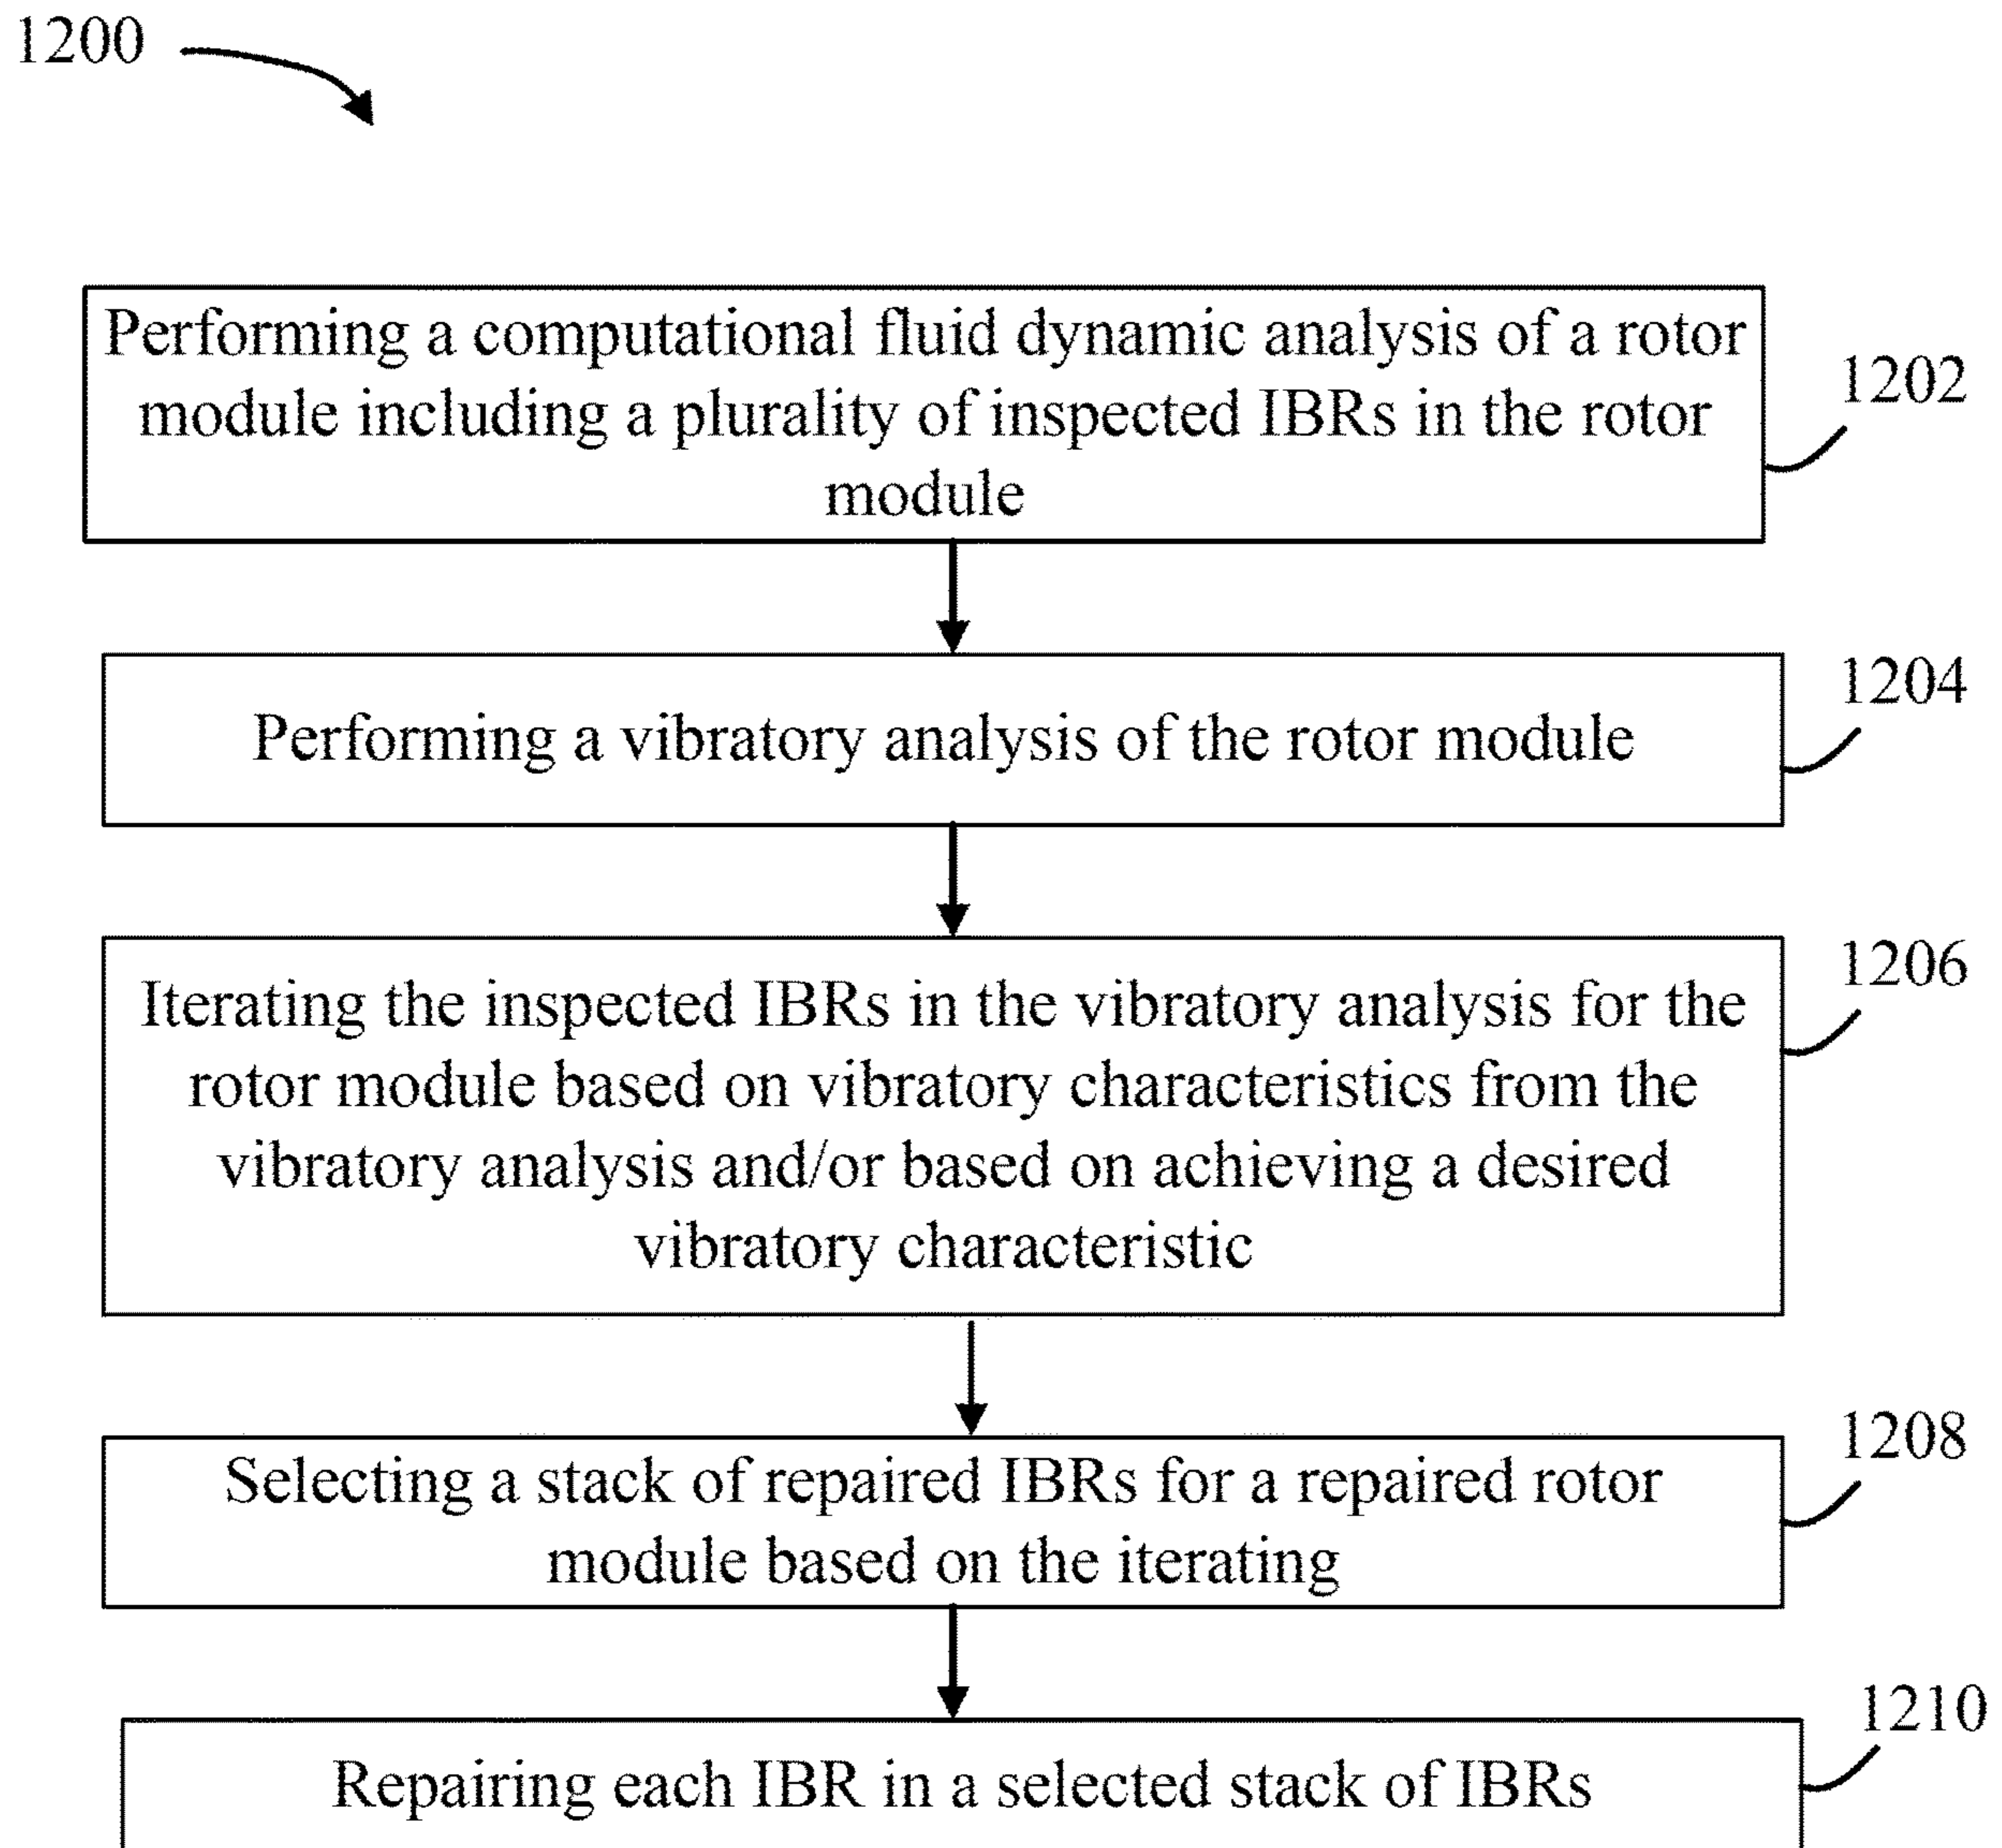 1200
Performing a computational fluid dynamic analysis of a rotor
module including a plurality of inspected IBRs in the rotor
module
1202
Performing a vibratory analysis of the rotor module
1204
Iterating the inspected IBRs in the vibratory analysis for the
rotor module based on vibratory characteristics from the
vibratory analysis and/or based on achieving a desired
vibratory characteristic
1206
Selecting a stack of repaired IBRs for a repaired rotor
module based on the iterating
1208
Repairing each IBR in a selected stack of IBRs
1210